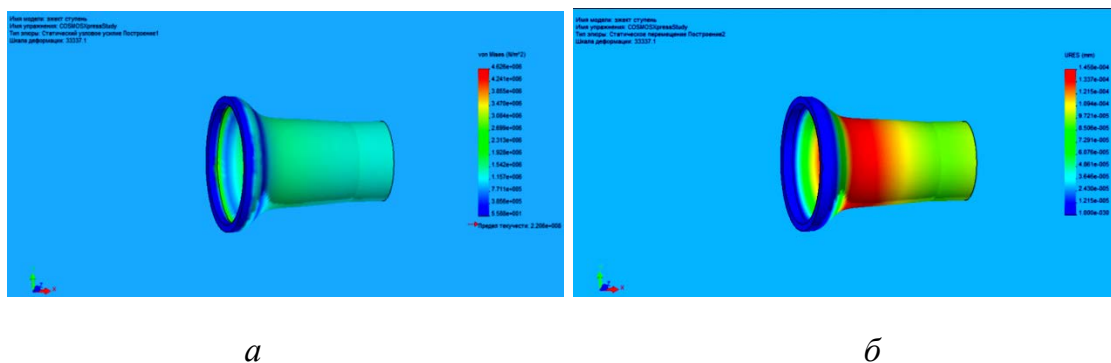 Имя модели: эжект ступень
Имя упражнения: COSMOSXpressStudy
Тип эпюры: Статический узловое усилие Построение1
Шкала деформации: 33337.1
von Mises (N/m^2)
4.626e+006
4.241e+006
3.855e+006
3.470e+006
3.084e+006
2.699e+006
2.313e+006
1.928e+006
1.542e+006
1.157e+006
7.711e+005
3.856e+005
Предел текучести: 2.206e+008
Имя модели: эжект ступень
Имя упражнения: COSMOSXpressStudy
Тип эпюры: Статическое перемещение Построение2
Шкала деформации: 33337.1
URES (mm)
1.458e-004
1.337e-004
1.215e-004
1.094e-004
9.721e-005
8.506e-005
7.291e-005
6.076e-005
4.861e-005
3.646e-005
2.430e-005
1.215e-005
1.000e-030
а
б